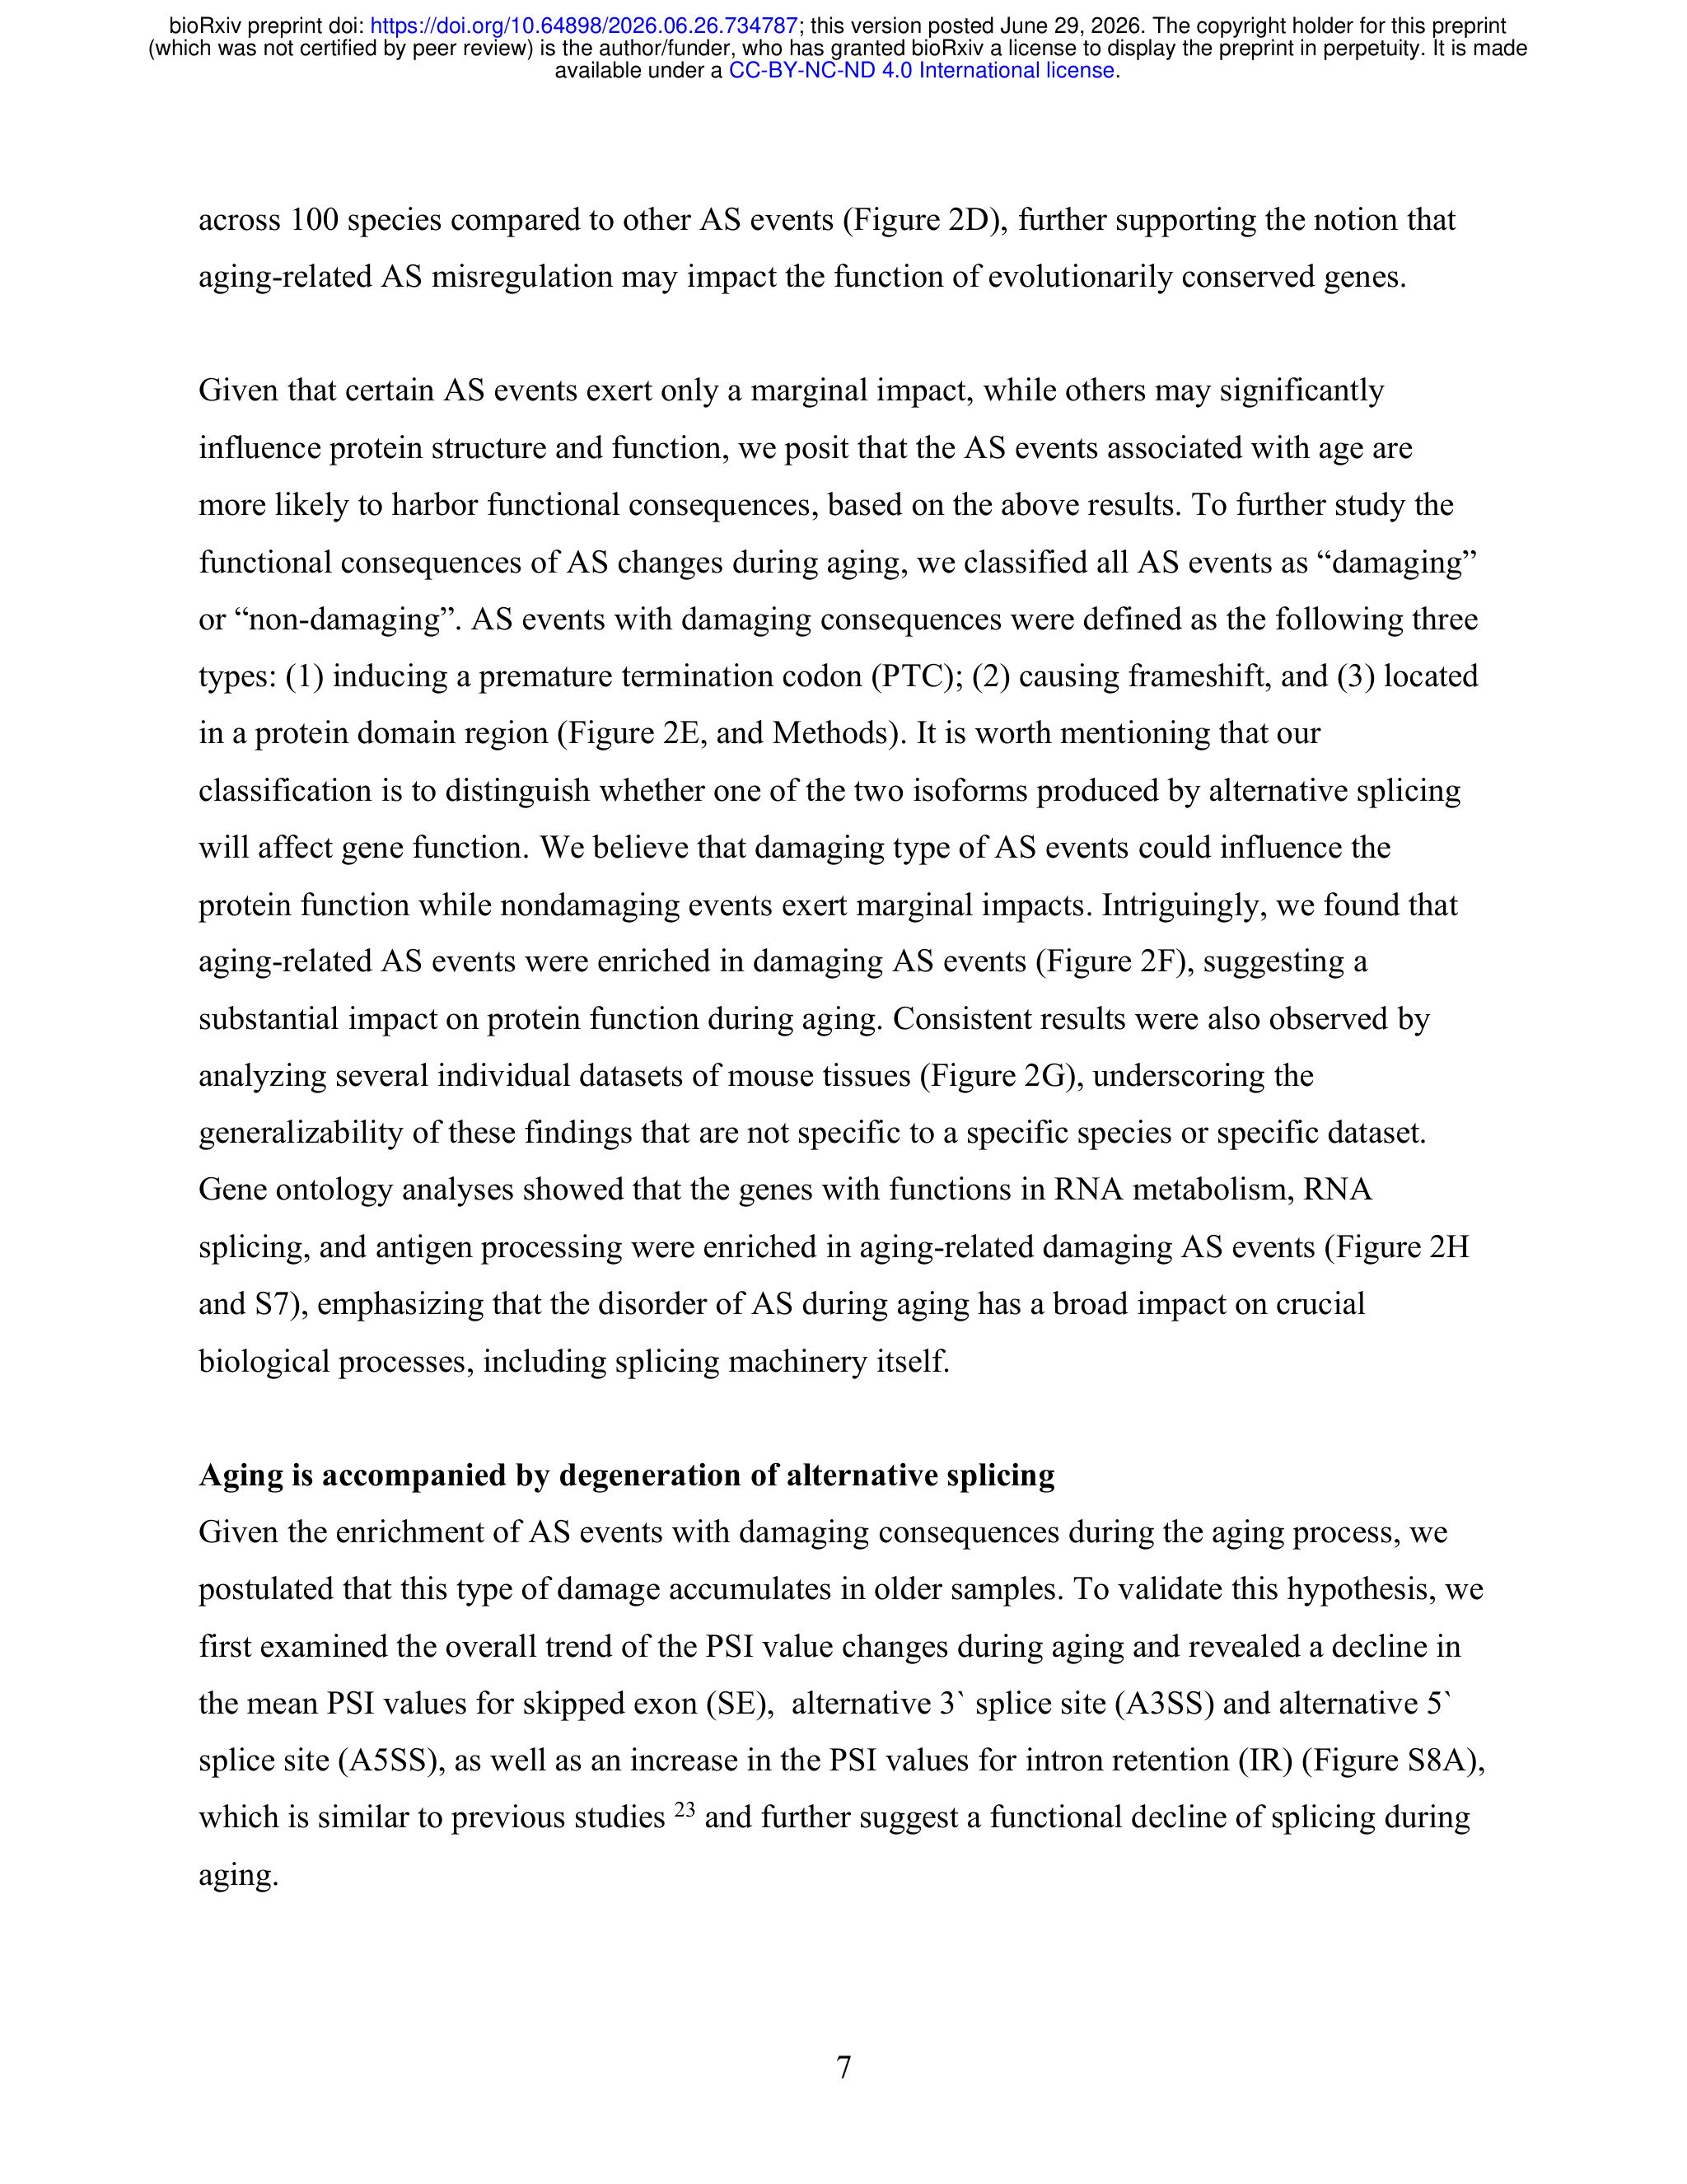 bioRxiv preprint doi: https://doi.org/10.64898/2026.06.26.734787; this version posted June 29, 2026. The copyright holder for this preprint
(which was not certified by peer review) is the author/funder, who has granted bioRxiv a license to display the preprint in perpetuity. It is made
available under a CC-BY-NC-ND 4.0 International license.
across 100 species compared to other AS events (Figure 2D), further supporting the notion that
aging-related AS misregulation may impact the function of evolutionarily conserved genes.
Given that certain AS events exert only a marginal impact, while others may significantly
influence protein structure and function, we posit that the AS events associated with age are
more likely to harbor functional consequences, based on the above results. To further study the
functional consequences of AS changes during aging, we classified all AS events as “damaging”
or “non-damaging”. AS events with damaging consequences were defined as the following three
types: (1) inducing a premature termination codon (PTC); (2) causing frameshift, and (3) located
in a protein domain region (Figure 2E, and Methods). It is worth mentioning that our
classification is to distinguish whether one of the two isoforms produced by alternative splicing
will affect gene function. We believe that damaging type of AS events could influence the
protein function while nondamaging events exert marginal impacts. Intriguingly, we found that
aging-related AS events were enriched in damaging AS events (Figure 2F), suggesting a
substantial impact on protein function during aging. Consistent results were also observed by
analyzing several individual datasets of mouse tissues (Figure 2G), underscoring the
generalizability of these findings that are not specific to a specific species or specific dataset.
Gene ontology analyses showed that the genes with functions in RNA metabolism, RNA
splicing, and antigen processing were enriched in aging-related damaging AS events (Figure 2H
and S7), emphasizing that the disorder of AS during aging has a broad impact on crucial
biological processes, including splicing machinery itself.
Aging is accompanied by degeneration of alternative splicing
Given the enrichment of AS events with damaging consequences during the aging process, we
postulated that this type of damage accumulates in older samples. To validate this hypothesis, we
first examined the overall trend of the PSI value changes during aging and revealed a decline in
the mean PSI values for skipped exon (SE),  alternative 3` splice site (A3SS) and alternative 5`
splice site (A5SS), as well as an increase in the PSI values for intron retention (IR) (Figure S8A),
which is similar to previous studies 23 and further suggest a functional decline of splicing during
aging.
7